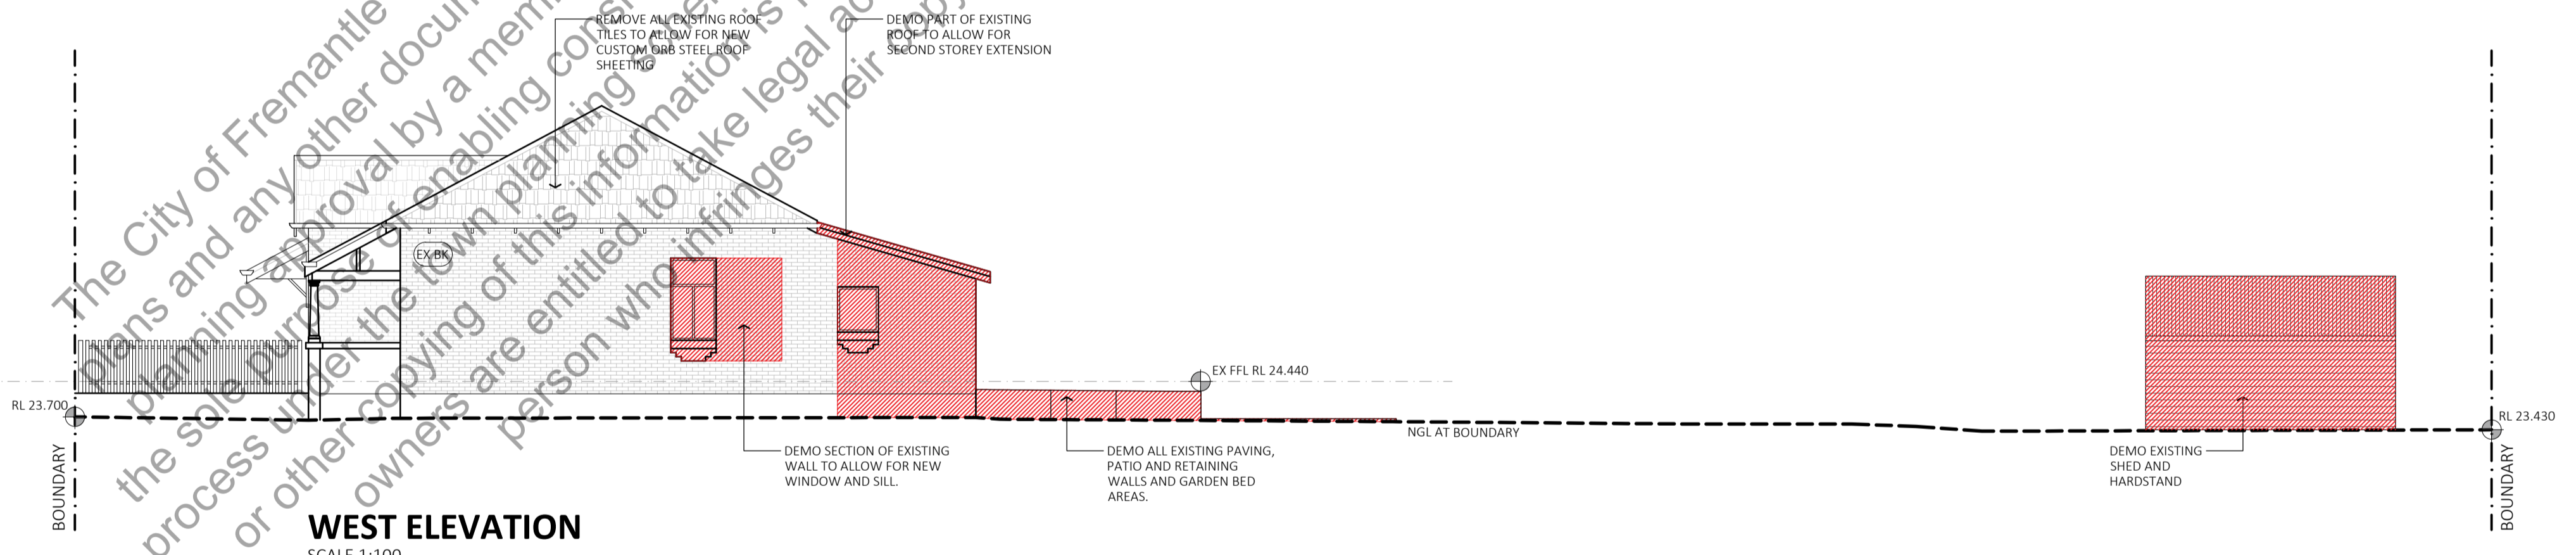 REMOVE ALL EXISTING ROOF
TILES TO ALLOW FOR NEW
CUSTOM ORB STEEL ROOF
SHEETING
DEMO PART OF EXISTING
ROOF TO ALLOW FOR
SECOND STOREY EXTENSION
The City of Fremantle
plans and any other docum
planning approval by a mem
the sole purpose of enabling cons
process under the town planning sche
or other copying of this information is
owners are entitled to take legal ac
person who infringes their copy
EX BK
EX FFL RL 24.440
RL 23.700
RL 23.430
NGL AT BOUNDARY
BOUNDARY
DEMO SECTION OF EXISTING
WALL TO ALLOW FOR NEW
WINDOW AND SILL.
DEMO ALL EXISTING PAVING,
PATIO AND RETAINING
WALLS AND GARDEN BED
AREAS.
DEMO EXISTING
SHED AND
HARDSTAND
BOUNDARY
WEST ELEVATION
SCALE 1:100